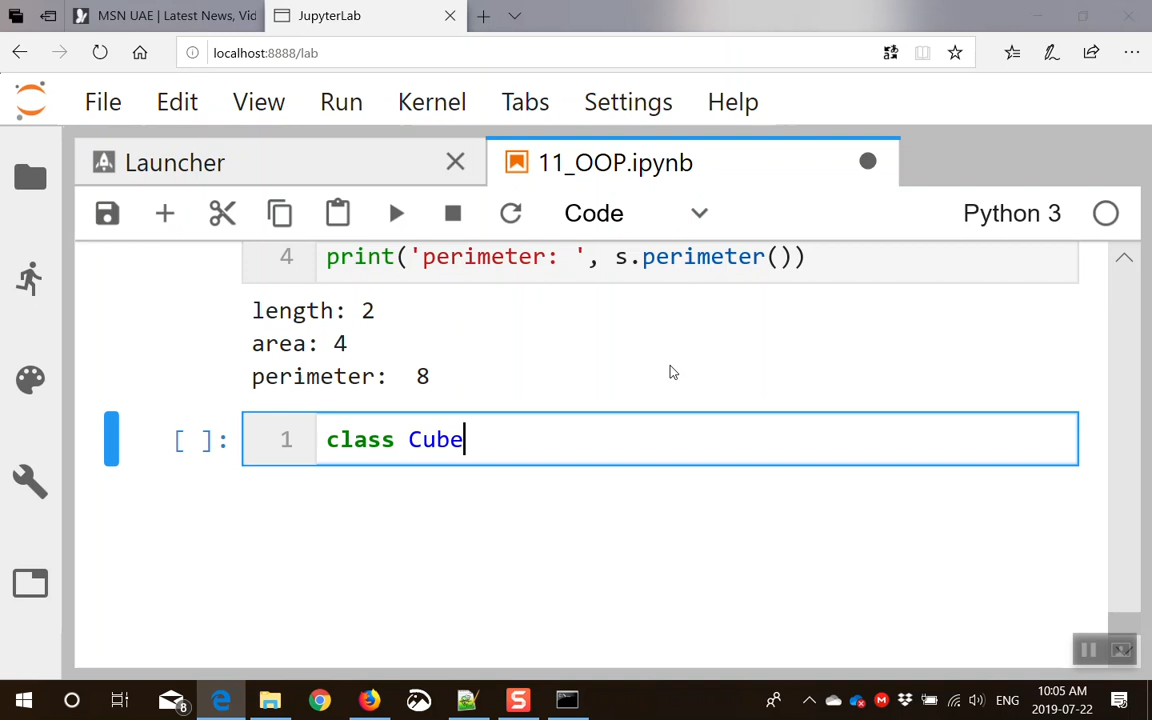 MSN UAE | Latest News, Vid
JupyterLab
localhost:8888/lab
File Edit View Run Kernel Tabs Settings Help
Launcher
11_OOP.ipynb
Code
Python 3
4 print('perimeter: ', s.perimeter())
length: 2
area: 4
perimeter:  8
[ ]: 1 class Cube
8
ENG
10:05 AM
2019-07-22